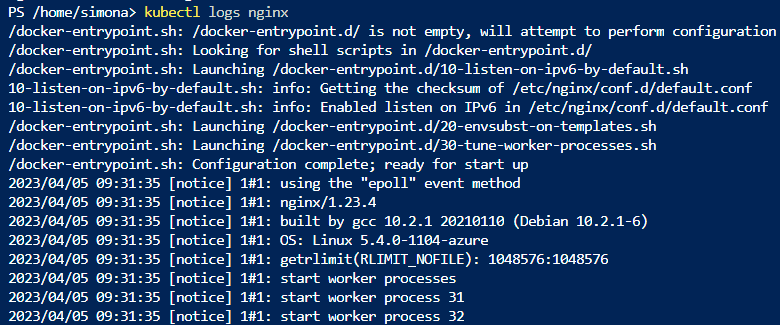 PS /home/simona> kubectl logs nginx
/docker-entrypoint.sh: /docker-entrypoint.d/ is not empty, will attempt to perform configuration
/docker-entrypoint.sh: Looking for shell scripts in /docker-entrypoint.d/
/docker-entrypoint.sh: Launching /docker-entrypoint.d/10-listen-on-ipv6-by-default.sh
10-listen-on-ipv6-by-default.sh: info: Getting the checksum of /etc/nginx/conf.d/default.conf
10-listen-on-ipv6-by-default.sh: info: Enabled listen on IPv6 in /etc/nginx/conf.d/default.conf
/docker-entrypoint.sh: Launching /docker-entrypoint.d/20-envsubst-on-templates.sh
/docker-entrypoint.sh: Launching /docker-entrypoint.d/30-tune-worker-processes.sh
/docker-entrypoint.sh: Configuration complete; ready for start up
2023/04/05 09:31:35 [notice] 1#1: using the "epoll" event method
2023/04/05 09:31:35 [notice] 1#1: nginx/1.23.4
2023/04/05 09:31:35 [notice] 1#1: built by gcc 10.2.1 20210110 (Debian 10.2.1-6)
2023/04/05 09:31:35 [notice] 1#1: OS: Linux 5.4.0-1104-azure
2023/04/05 09:31:35 [notice] 1#1: getrlimit(RLIMIT_NOFILE): 1048576:1048576
2023/04/05 09:31:35 [notice] 1#1: start worker processes
2023/04/05 09:31:35 [notice] 1#1: start worker process 31
2023/04/05 09:31:35 [notice] 1#1: start worker process 32